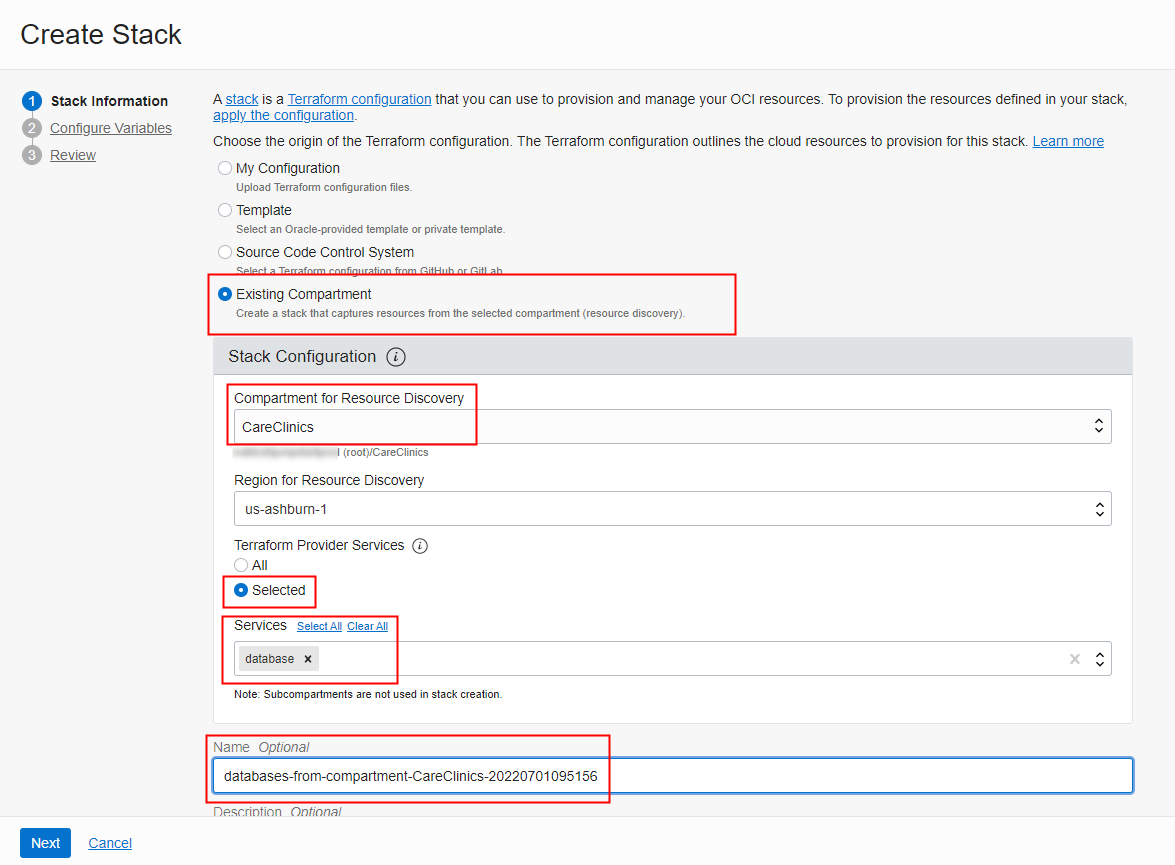 Create Stack
1 Stack Information
2 Configure Variables
3 Review
A stack is a Terraform configuration that you can use to provision and manage your OCI resources. To provision the resources defined in your stack,
apply the configuration.
Choose the origin of the Terraform configuration. The Terraform configuration outlines the cloud resources to provision for this stack. Learn more
My Configuration
Upload Terraform configuration files.
Template
Select an Oracle-provided template or private template.
Source Code Control System
Select a Terraform configuration from GitHub or GitLab
Existing Compartment
Create a stack that captures resources from the selected compartment (resource discovery).
Stack Configuration i
Compartment for Resource Discovery
CareClinics
(root)/CareClinics
Region for Resource Discovery
us-ashburn-1
Terraform Provider Services i
All
Selected
Services Select All Clear All
database ×
Note: Subcompartments are not used in stack creation.
Name Optional
databases-from-compartment-CareClinics-20220701095156
Description Optional
Next Cancel